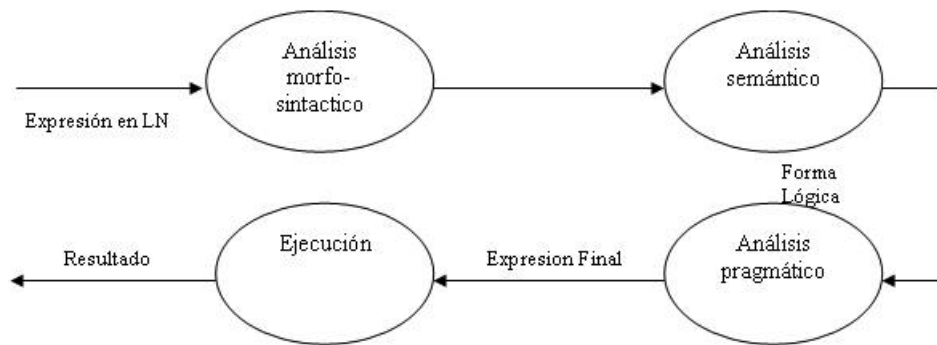 Análisis
morfo-
sintactico
Análisis
semántico
Expresión en LN
Forma
Lógica
Ejecución
Análisis
pragmático
Resultado
Expresion Final